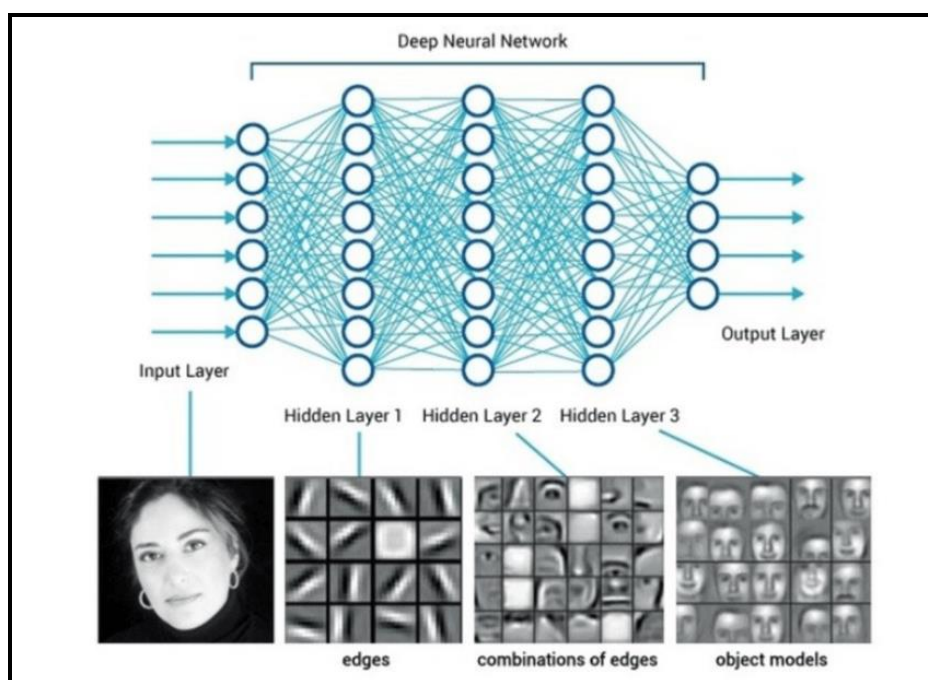 Deep Neural Network
Input Layer
Output Layer
Hidden Layer 1
Hidden Layer 2
Hidden Layer 3
edges
combinations of edges
object models